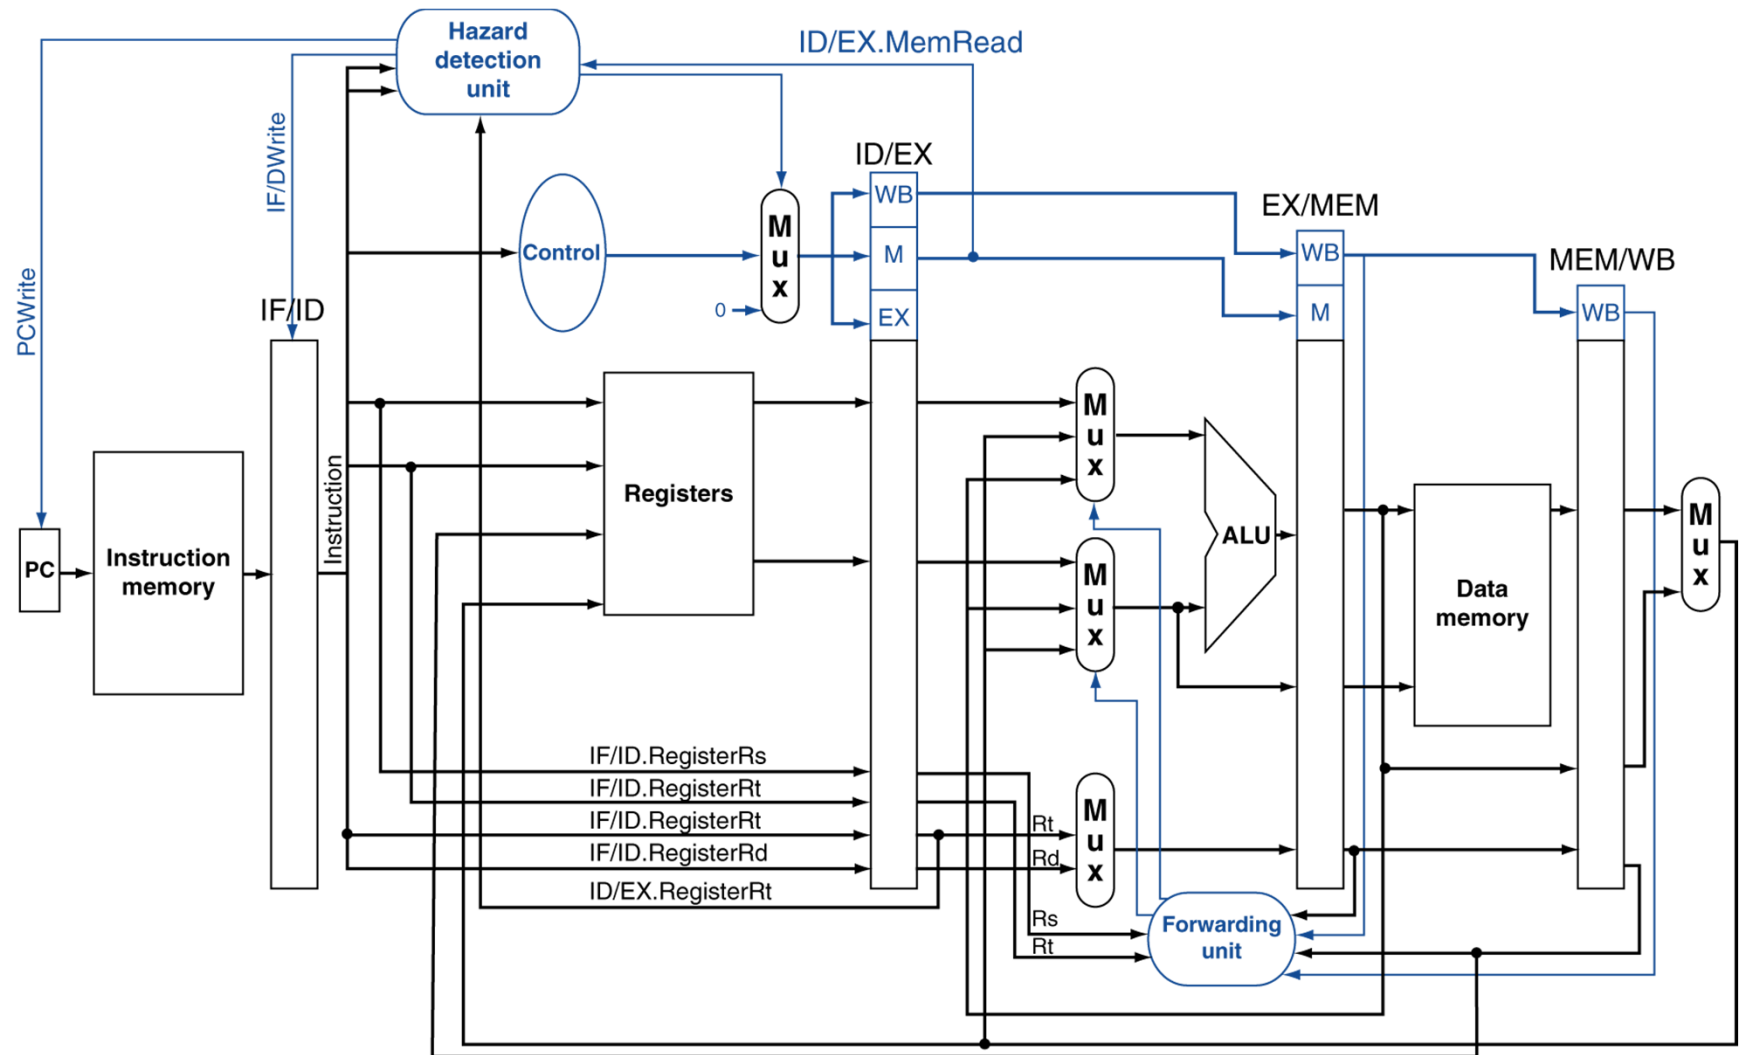 Hazard
detection
unit
ID/EX.MemRead
IF/DWrite
PCWrite
ID/EX
WB
M
EX
Control
M
u
x
0
EX/MEM
WB
M
MEM/WB
WB
IF/ID
PC
Instruction
memory
Instruction
Registers
M
u
x
M
u
x
ALU
Data
memory
M
u
x
IF/ID.RegisterRs
IF/ID.RegisterRt
IF/ID.RegisterRt
IF/ID.RegisterRd
ID/EX.RegisterRt
Rt
Rd
M
u
x
Rs
Rt
Forwarding
unit